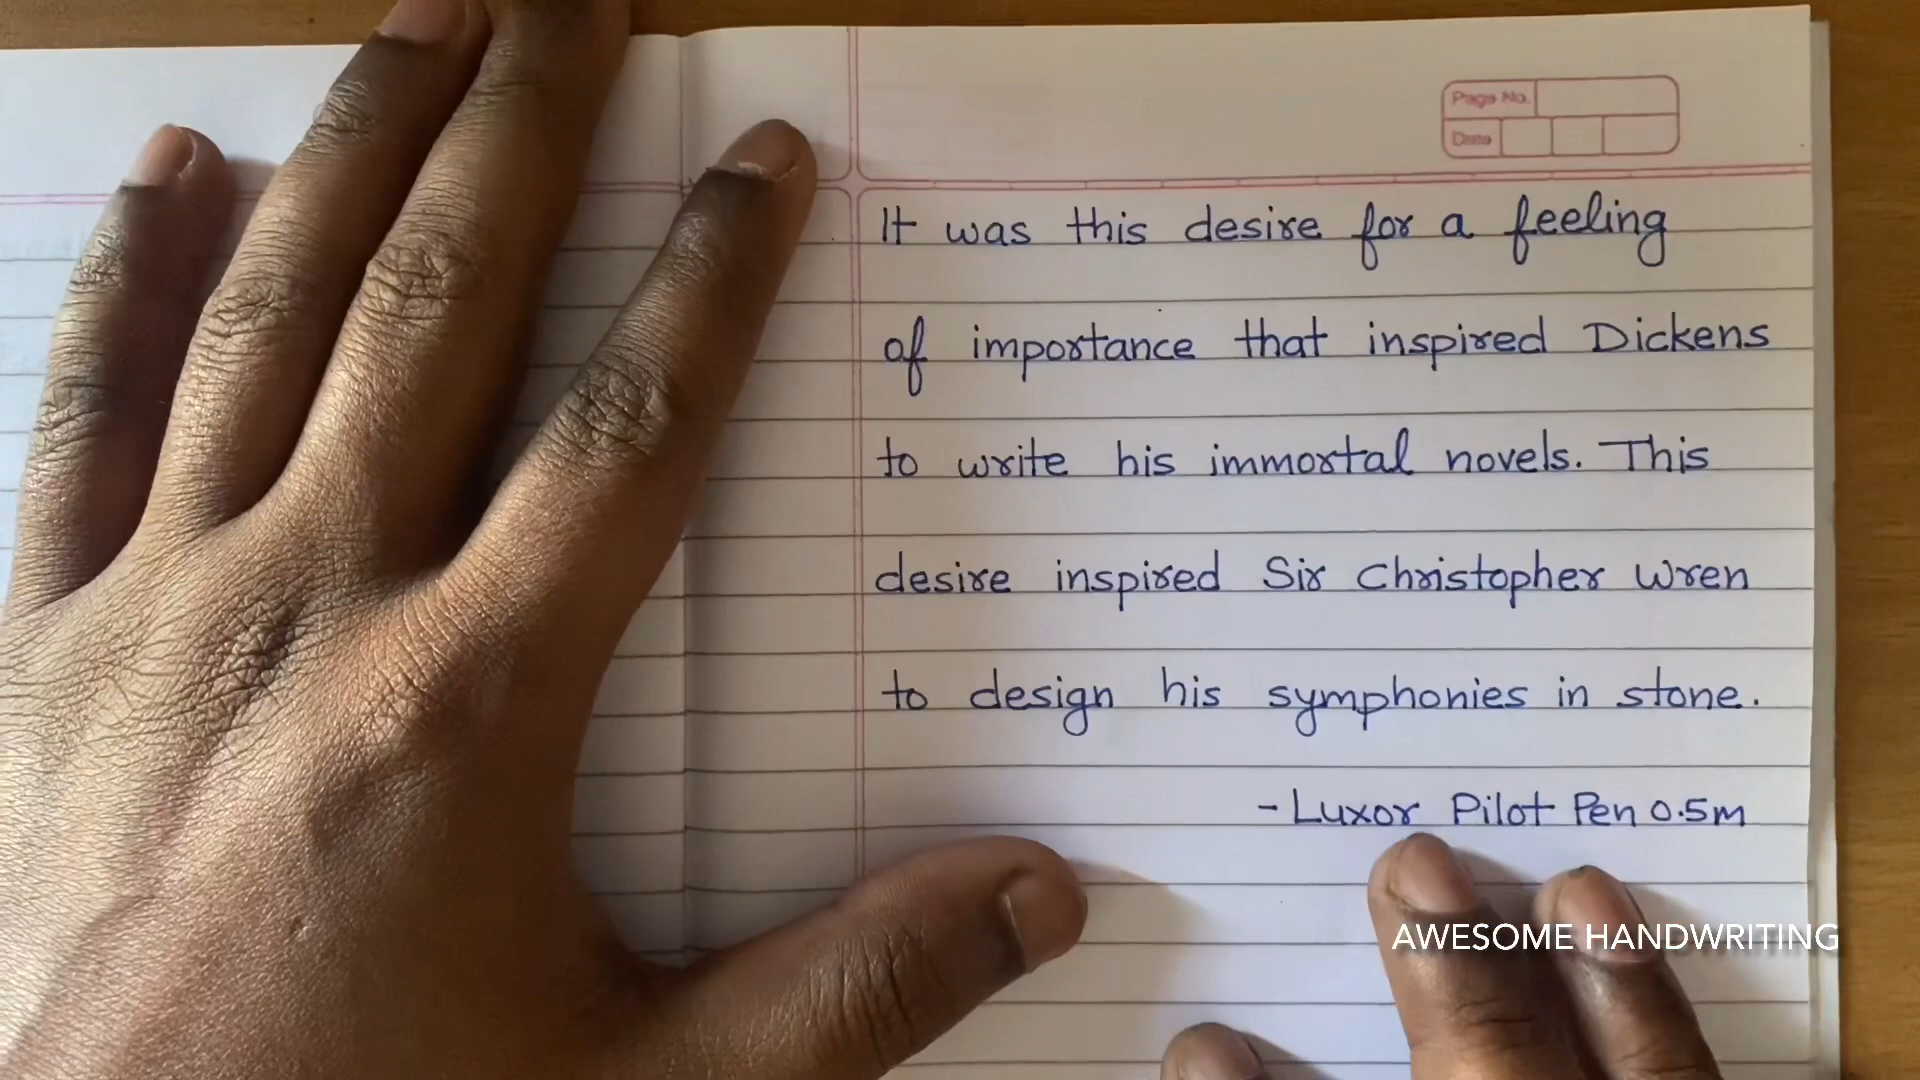 Page No.
Date
It was this desire for a feeling
of importance that inspired Dickens
to write his immortal novels. This
desire inspired Sir Christopher Wren
to design his symphonies in stone.
- Luxor Pilot Pen 0.5m
AWESOME HANDWRITING